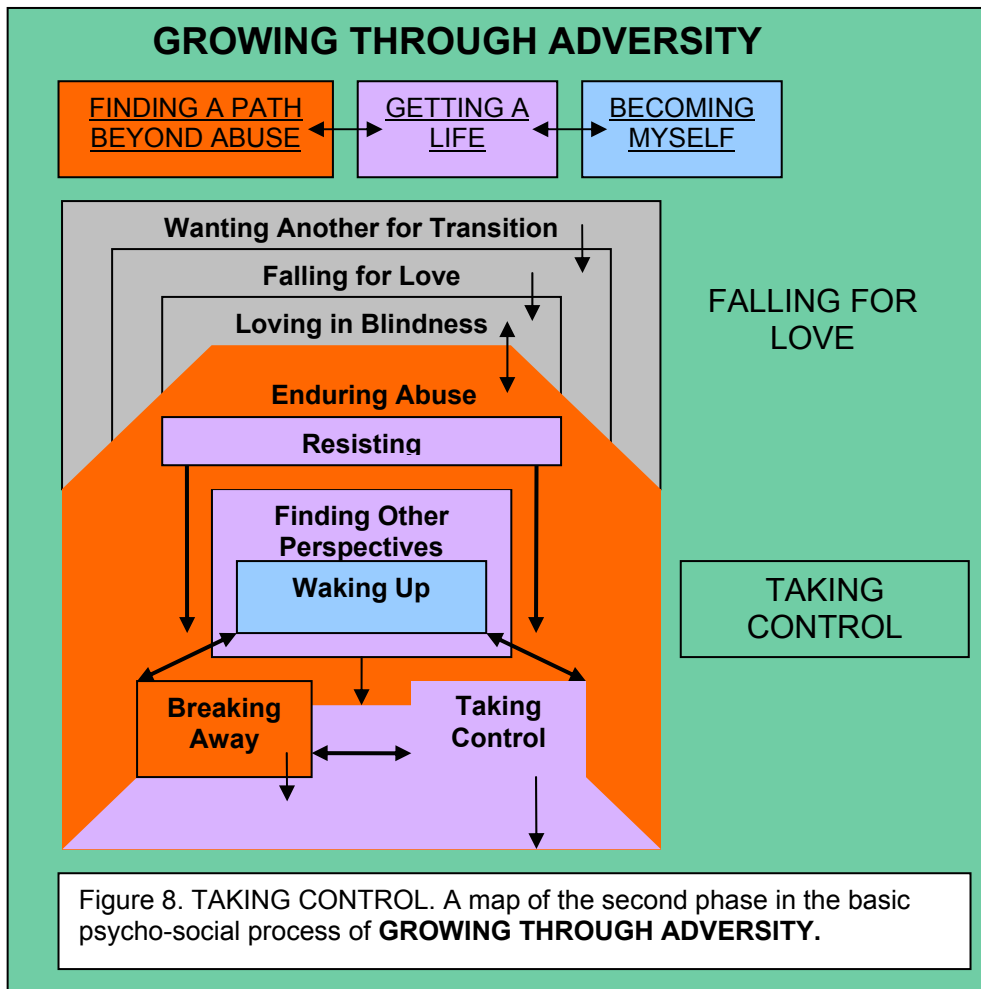 GROWING THROUGH ADVERSITY
FINDING A PATH
BEYOND ABUSE
GETTING A
LIFE
BECOMING
MYSELF
Wanting Another for Transition
Falling for Love
Loving in Blindness
FALLING FOR
LOVE
Enduring Abuse
Resisting
Finding Other
Perspectives
Waking Up
TAKING
CONTROL
Breaking
Away
Taking
Control
Figure 8. TAKING CONTROL. A map of the second phase in the basic
psycho-social process of GROWING THROUGH ADVERSITY.